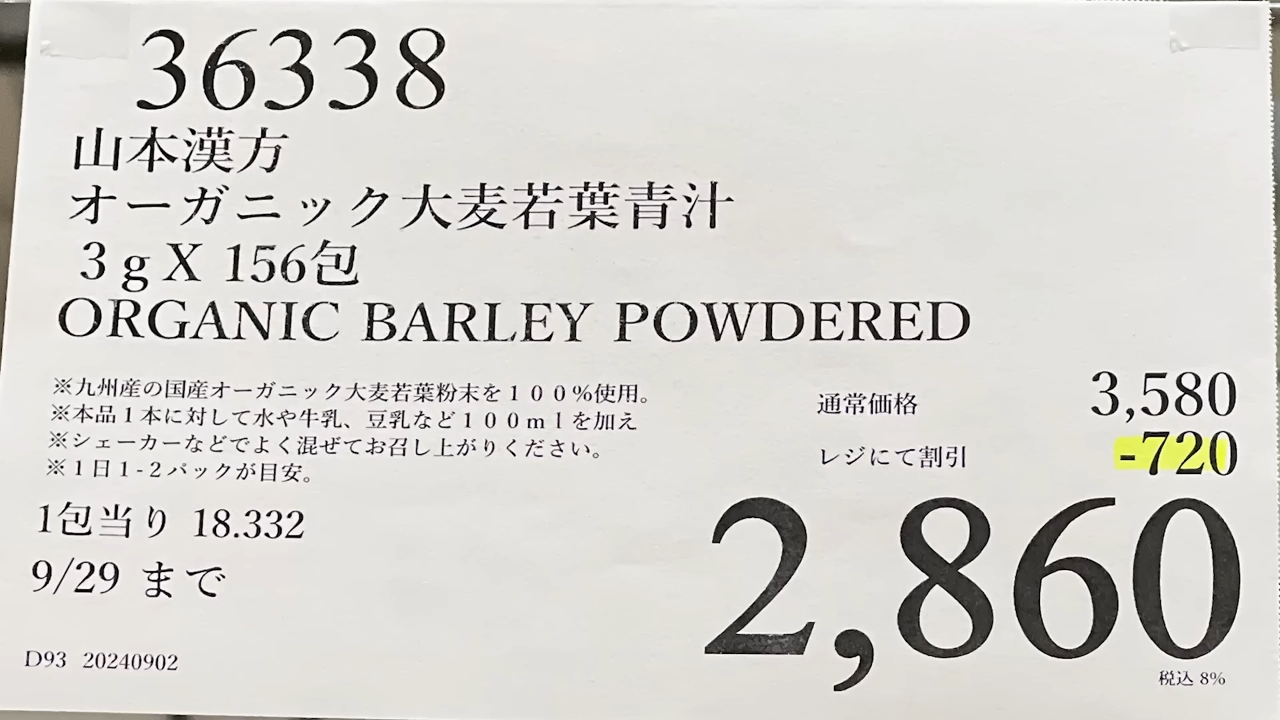 36338
山本漢方
オーガニック大麦若葉青汁
３ｇX 156包
ORGANIC BARLEY POWDERED
※九州産の国産オーガニック大麦若葉粉末を１００%使用。
※本品１本に対して水や牛乳、豆乳など１００ｍｌを加え
※シェーカーなどでよく混ぜてお召し上がりください。
※１日1-2パックが目安。
通常価格 3,580
レジにて割引 -720
2,860
1包当り 18.332
9/29 まで
D93 20240902
税込 8%